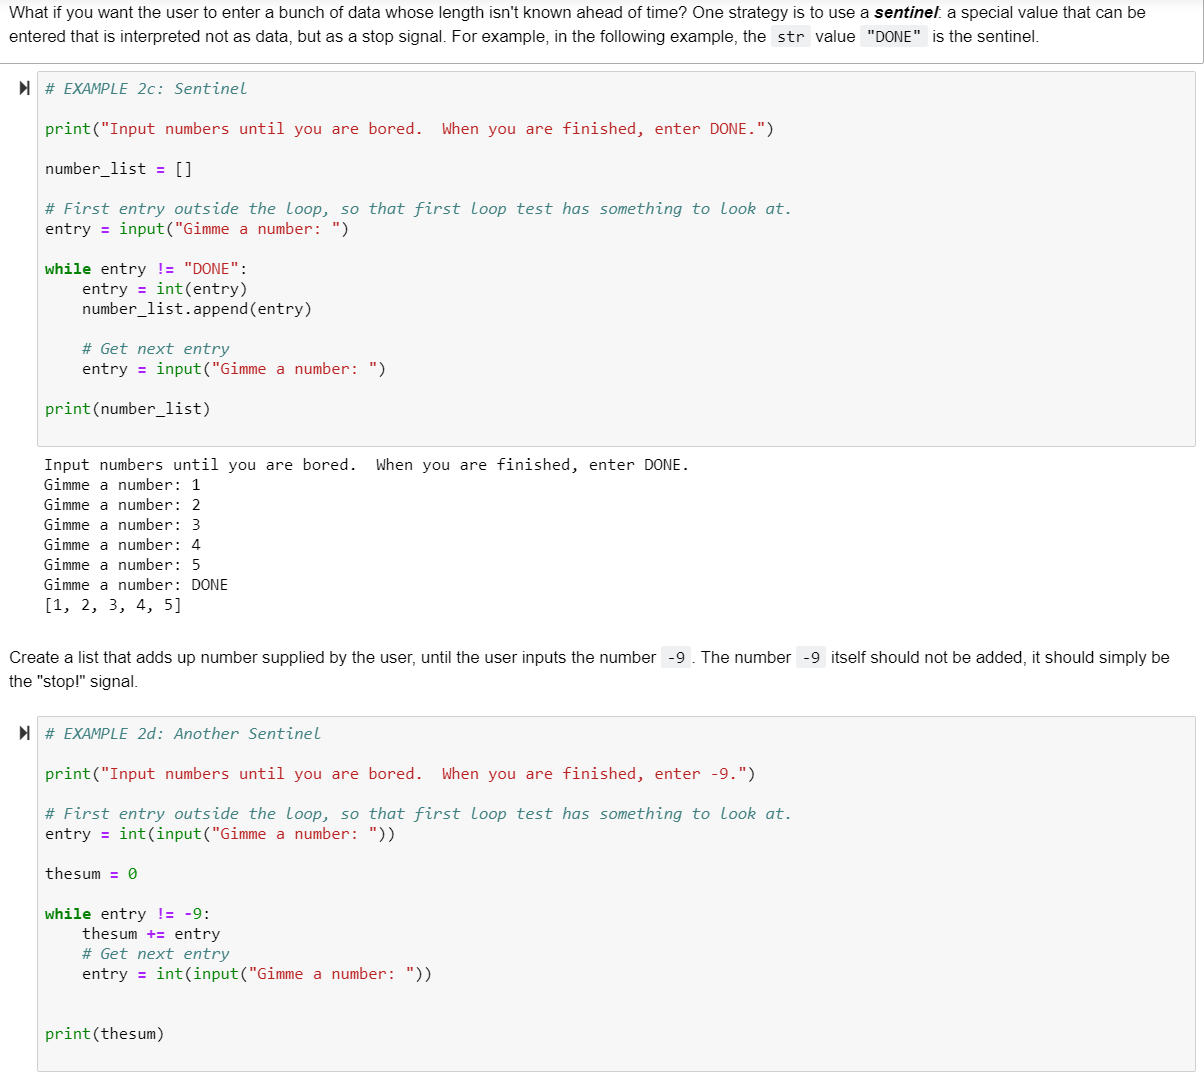 What if you want the user to enter a bunch of data whose length isn't known ahead of time? One strategy is to use a sentinel: a special value that can be
entered that is interpreted not as data, but as a stop signal. For example, in the following example, the str value "DONE" is the sentinel.
# EXAMPLE 2c: Sentinel
print("Input numbers until you are bored.  When you are finished, enter DONE.")
number_list = []
# First entry outside the loop, so that first loop test has something to look at.
entry = input("Gimme a number: ")
while entry != "DONE":
    entry = int(entry)
    number_list.append(entry)
    # Get next entry
    entry = input("Gimme a number: ")
print(number_list)
Input numbers until you are bored.  When you are finished, enter DONE.
Gimme a number: 1
Gimme a number: 2
Gimme a number: 3
Gimme a number: 4
Gimme a number: 5
Gimme a number: DONE
[1, 2, 3, 4, 5]
Create a list that adds up number supplied by the user, until the user inputs the number -9. The number -9 itself should not be added, it should simply be
the "stop!" signal.
# EXAMPLE 2d: Another Sentinel
print("Input numbers until you are bored.  When you are finished, enter -9.")
# First entry outside the loop, so that first loop test has something to look at.
entry = int(input("Gimme a number: "))
thesum = 0
while entry != -9:
    thesum += entry
    # Get next entry
    entry = int(input("Gimme a number: "))
print(thesum)